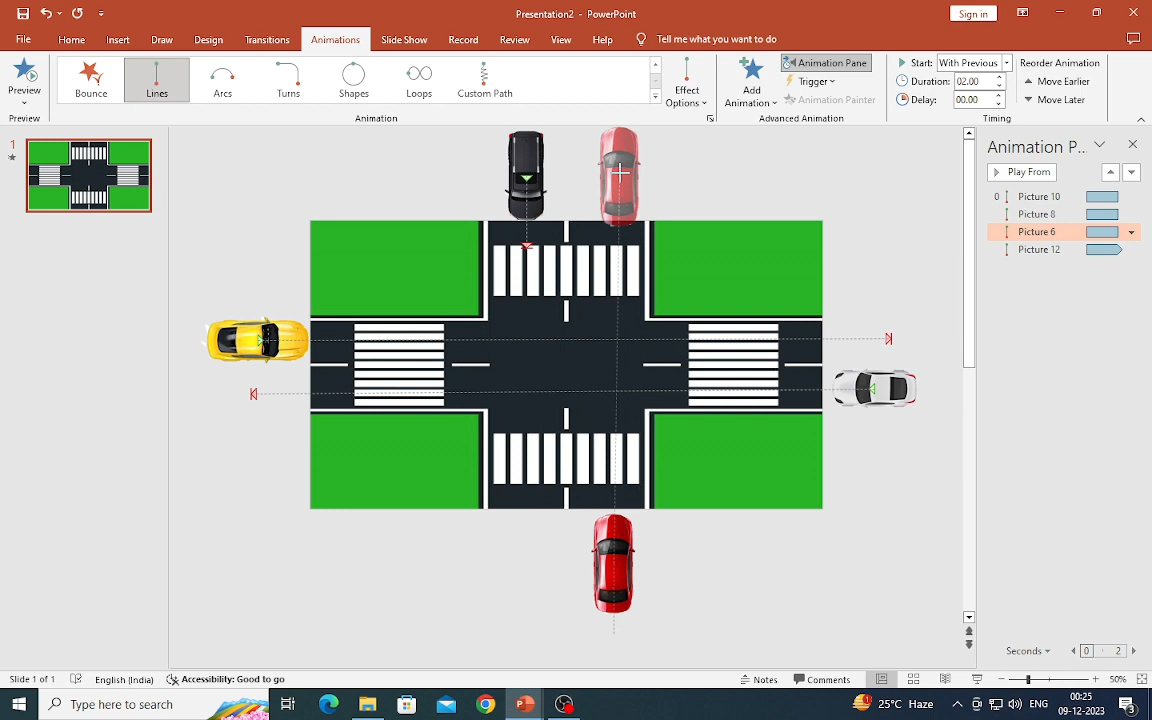 Presentation2 - PowerPoint
Sign in
File Home Insert Draw Design Transitions Animations Slide Show Record Review View Help Tell me what you want to do
Preview
Bounce Lines Arcs Turns Shapes Loops Custom Path
Effect Options
Add Animation
Animation Pane
Trigger
Animation Painter
Start: With Previous
Duration: 02.00
Delay: 00.00
Reorder Animation
Move Earlier
Move Later
Preview Animation Advanced Animation Timing
1
Animation P...
Play From
0 Picture 10
Picture 8
Picture 6
Picture 12
Seconds 0 2
Slide 1 of 1 English (India) Accessibility: Good to go Notes Comments 50%
Type here to search
25°C Haze
ENG
00:25
09-12-2023
3